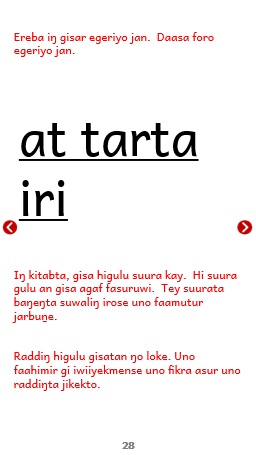 Ereba iŋ gisar egeriyo jan.  Daasa foro
egeriyo jan.
at tarta
iri
Iŋ kitabta, gisa higulu suura kay.  Hi suura
gulu an gisa agaf fasuruwi.  Tey suurata
baŋeŋta suwaliŋ irose uno faamutur
jarbuṉe.
Raddiŋ higulu gisatan ŋo loke. Uno
faahimir gi iwiiyekmense uno fikra asur uno
raddiŋta jikekto.
28